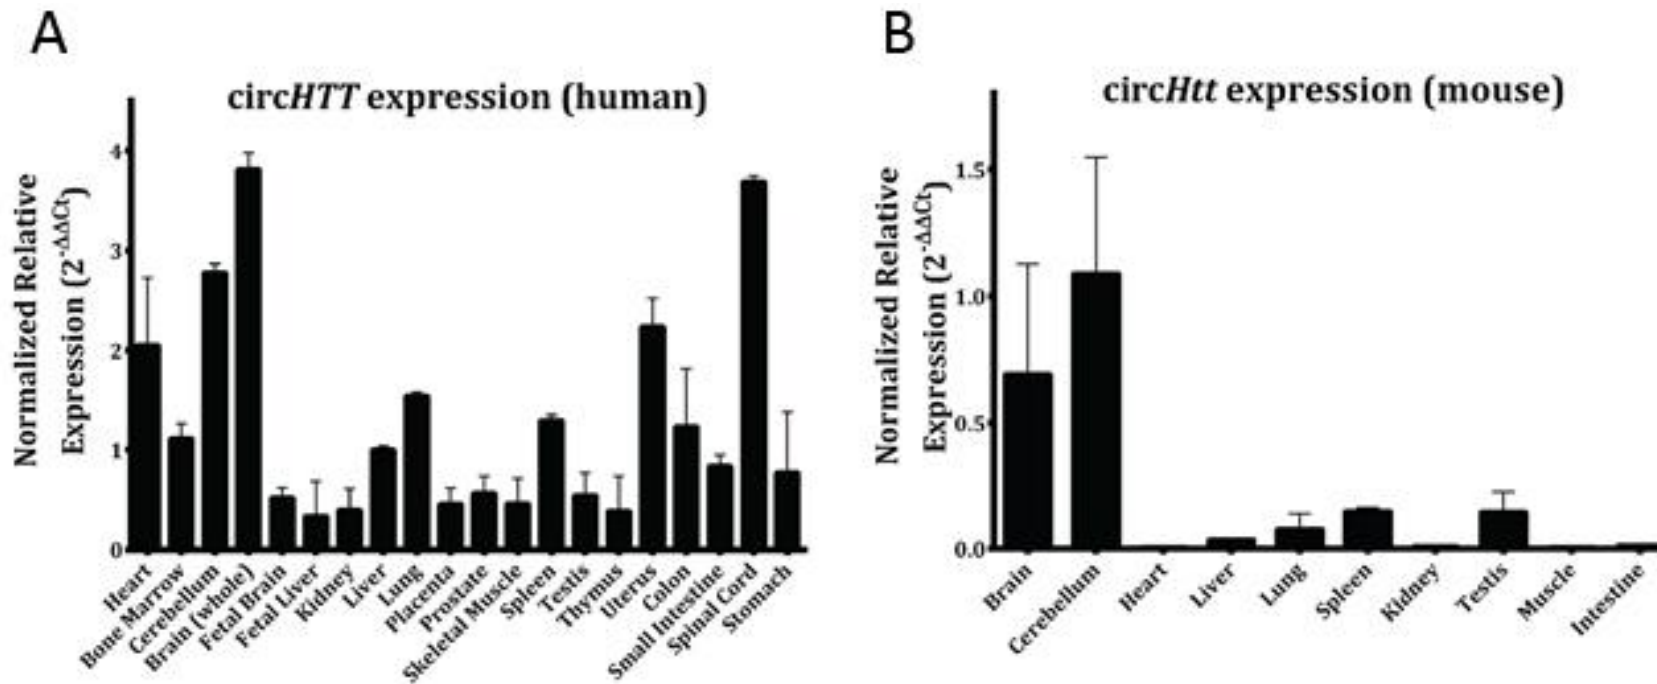 A
circHTT expression (human)
Normalized Relative
Expression (2^-ΔΔCt)
4
3
2
1
0
Heart
Bone Marrow
Cerebellum
Brain (whole)
Fetal Brain
Fetal Liver
Kidney
Liver
Lung
Placenta
Prostate
Skeletal Muscle
Spleen
Testis
Thymus
Uterus
Colon
Small Intestine
Spinal Cord
Stomach
B
circHtt expression (mouse)
Normalized Relative
Expression (2^-ΔΔCt)
1.5
1.0
0.5
0.0
Brain
Cerebellum
Heart
Liver
Lung
Spleen
Kidney
Testis
Muscle
Intestine